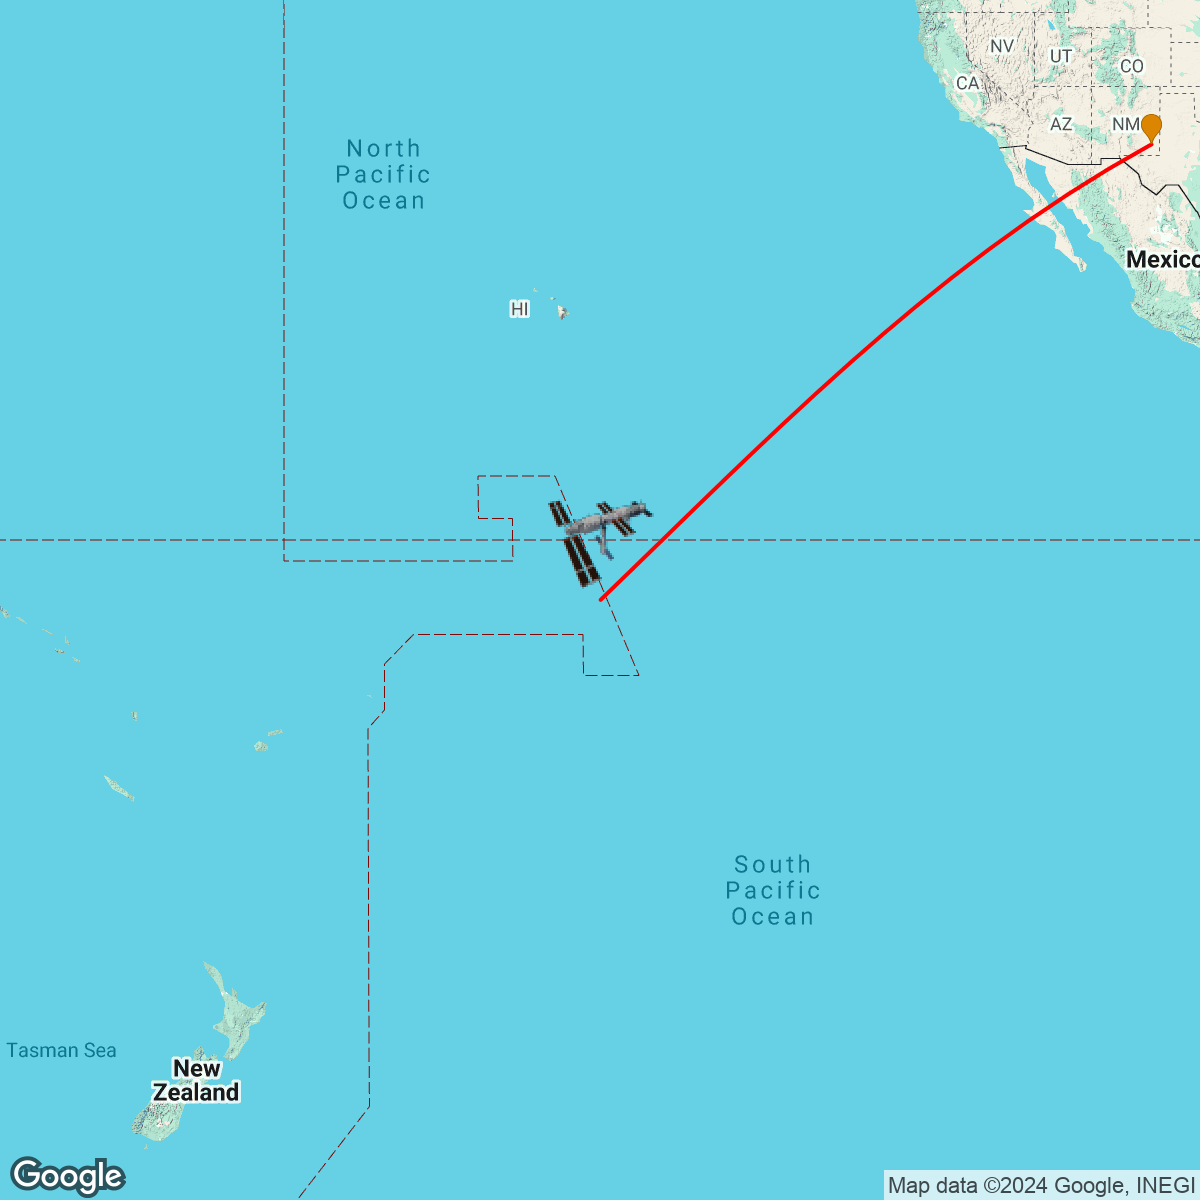 NV
UT
CO
CA
AZ
NM
North
Pacific
Ocean
Mexico
HI
South
Pacific
Ocean
Tasman Sea
New
Zealand
Google
Map data ©2024 Google, INEGI